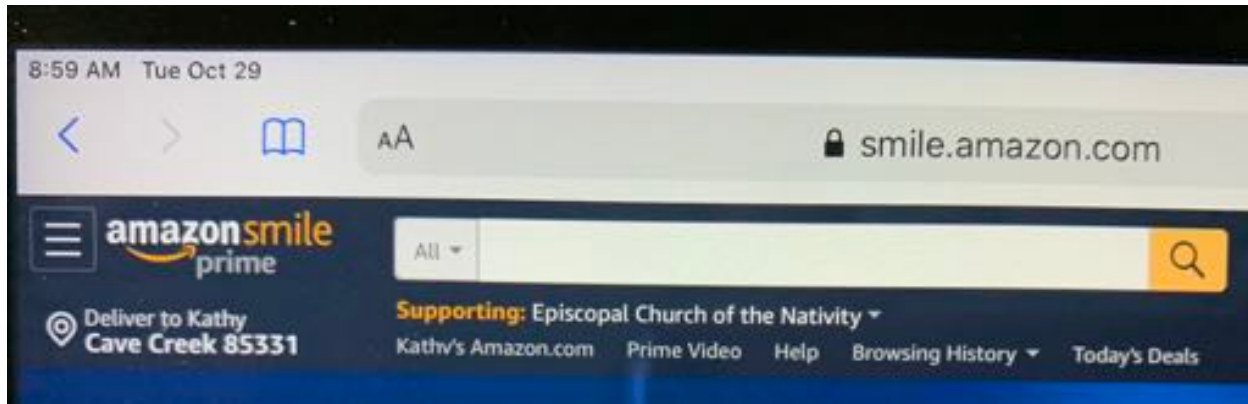 8:59 AM Tue Oct 29
AA smile.amazon.com
amazonsmile
prime
All
Deliver to Kathy
Cave Creek 85331
Supporting: Episcopal Church of the Nativity
Kathy's Amazon.com Prime Video Help Browsing History Today's Deals